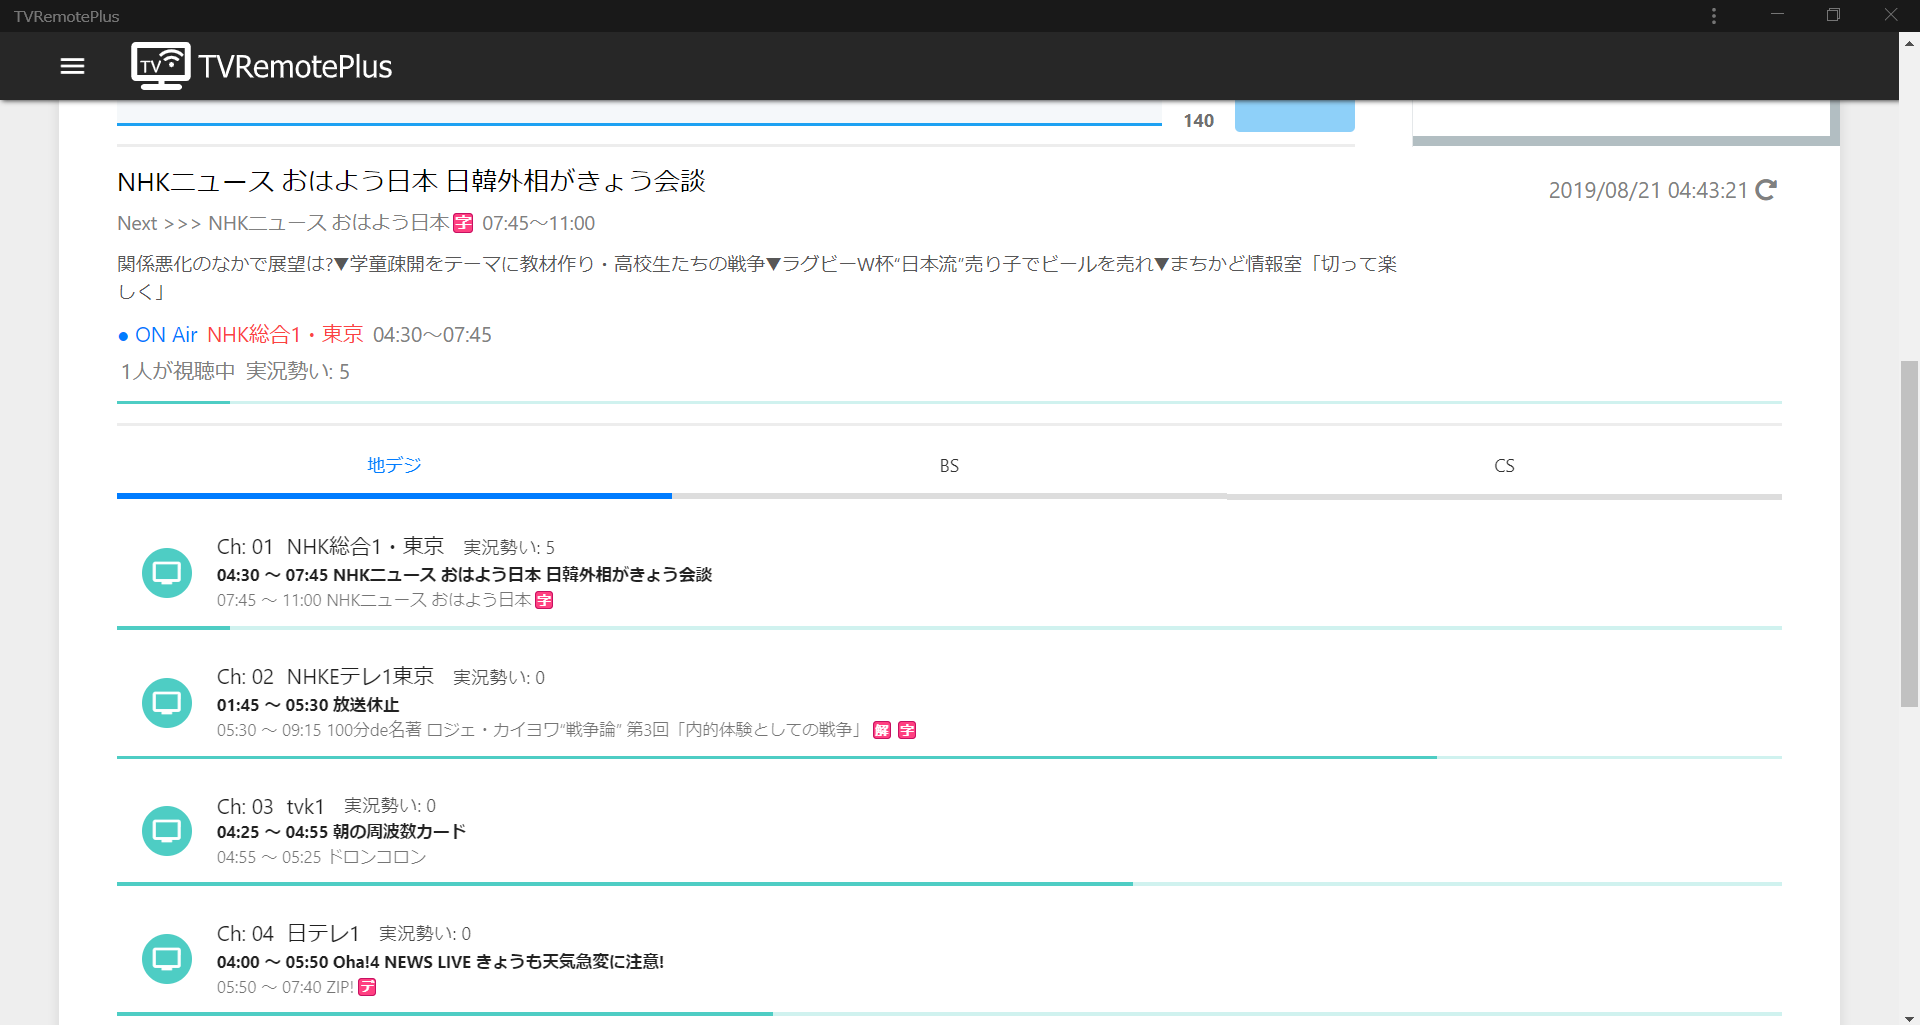 TVRemotePlus
TV TVRemotePlus
140
NHKニュース おはよう日本 日韓外相がきょう会談
2019/08/21 04:43:21
Next >>> NHKニュース おはよう日本 字 07:45～11:00
関係悪化のなかで展望は?▼学童疎開をテーマに教材作り・高校生たちの戦争▼ラグビーW杯“日本流”売り子でビールを売れ▼まちかど情報室「切って楽
しく」
● ON Air NHK総合1・東京 04:30～07:45
1人が視聴中 実況勢い: 5
地デジ BS CS
Ch: 01 NHK総合1・東京 実況勢い: 5
04:30 ～ 07:45 NHKニュース おはよう日本 日韓外相がきょう会談
07:45 ～ 11:00 NHKニュース おはよう日本 字
Ch: 02 NHKEテレ1東京 実況勢い: 0
01:45 ～ 05:30 放送休止
05:30 ～ 09:15 100分de名著 ロジェ・カイヨワ“戦争論” 第3回「内的体験としての戦争」 解 字
Ch: 03 tvk1 実況勢い: 0
04:25 ～ 04:55 朝の周波数カード
04:55 ～ 05:25 ドロンコロン
Ch: 04 日テレ1 実況勢い: 0
04:00 ～ 05:50 Oha!4 NEWS LIVE きょうも天気急変に注意!
05:50 ～ 07:40 ZIP! デ